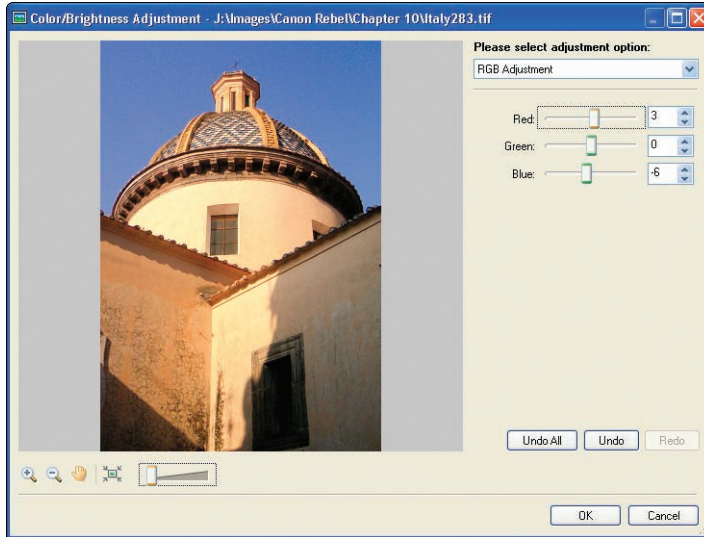 Color/Brightness Adjustment - J:\Images\Canon Rebel\Chapter 10\Italy283.tif
Please select adjustment option:
RGB Adjustment
Red: 3
Green: 0
Blue: -6
Undo All Undo Redo
OK Cancel